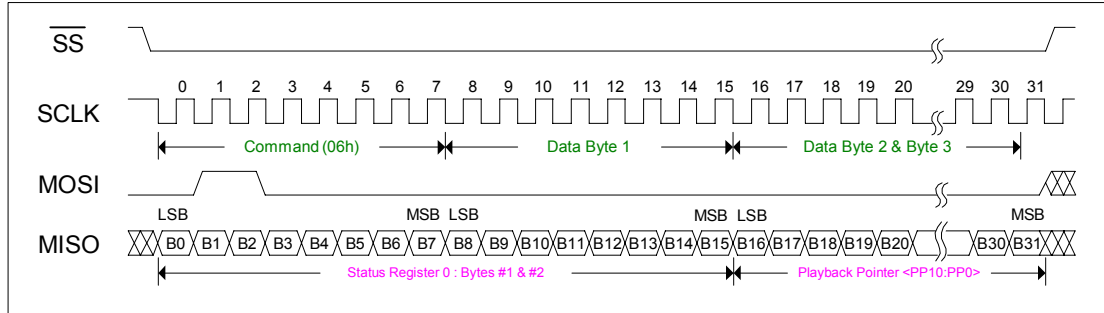 SS
0 1 2 3 4 5 6 7 8 9 10 11 12 13 14 15 16 17 18 19 20 29 30 31
SCLK
Command (06h) Data Byte 1 Data Byte 2 & Byte 3
MOSI
LSB MSB LSB MSB LSB MSB
MISO B0 B1 B2 B3 B4 B5 B6 B7 B8 B9 B10 B11 B12 B13 B14 B15 B16 B17 B18 B19 B20 B30 B31
Status Register 0 : Bytes #1 & #2 Playback Pointer <PP10:PP0>